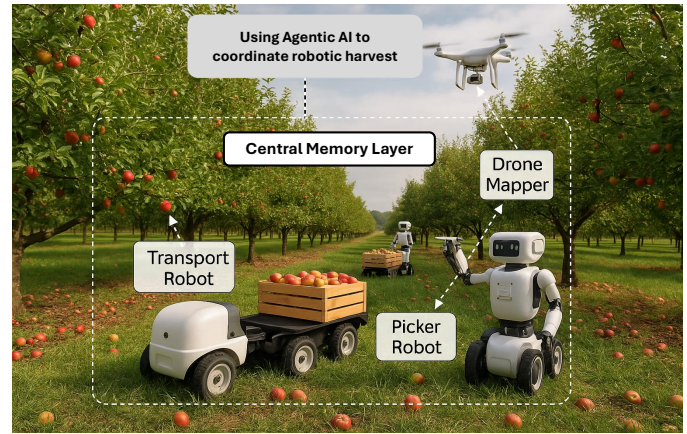 Using Agentic AI to
coordinate robotic harvest
Central Memory Layer
Drone
Mapper
Transport
Robot
Picker
Robot